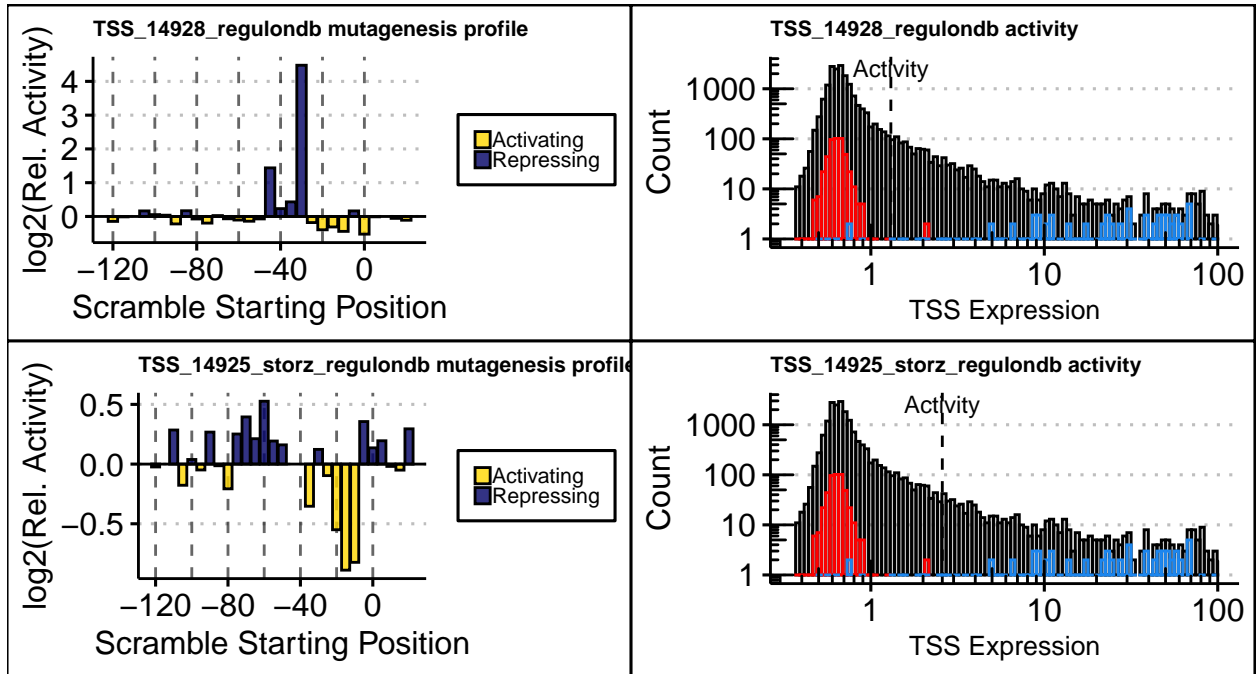 TSS_14928_regulondb mutagenesis profile
log2(Rel. Activity)
4
3
2
1
0
−120
−80
−40
0
Scramble Starting Position
Activating
Repressing
TSS_14928_regulondb activity
Activity
Count
1000
100
10
1
1
10
100
TSS Expression
TSS_14925_storz_regulondb mutagenesis profile
log2(Rel. Activity)
0.5
0.0
−0.5
−120
−80
−40
0
Scramble Starting Position
Activating
Repressing
TSS_14925_storz_regulondb activity
Activity
Count
1000
100
10
1
1
10
100
TSS Expression